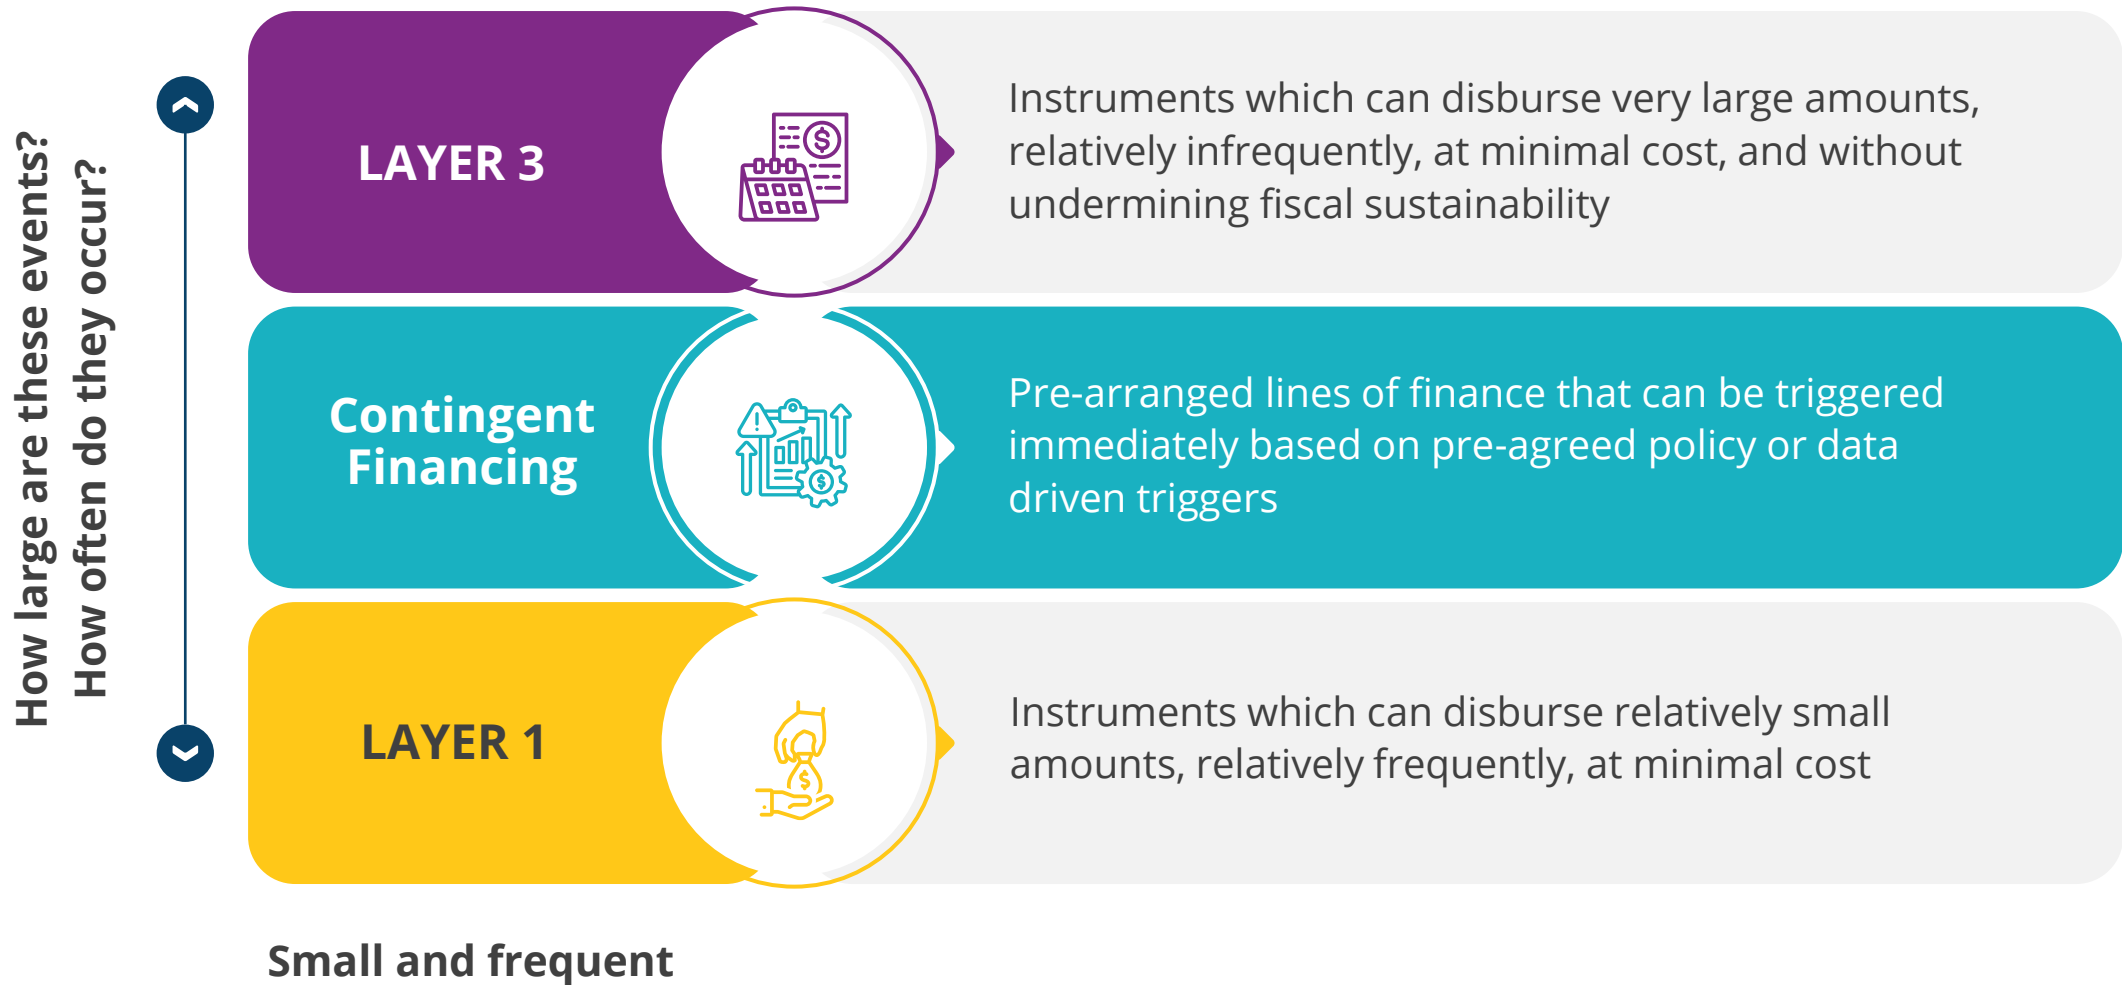 How large are these events?
How often do they occur?
LAYER 3
Instruments which can disburse very large amounts,
relatively infrequently, at minimal cost, and without
undermining fiscal sustainability
Contingent
Financing
Pre-arranged lines of finance that can be triggered
immediately based on pre-agreed policy or data
driven triggers
LAYER 1
Instruments which can disburse relatively small
amounts, relatively frequently, at minimal cost
Small and frequent